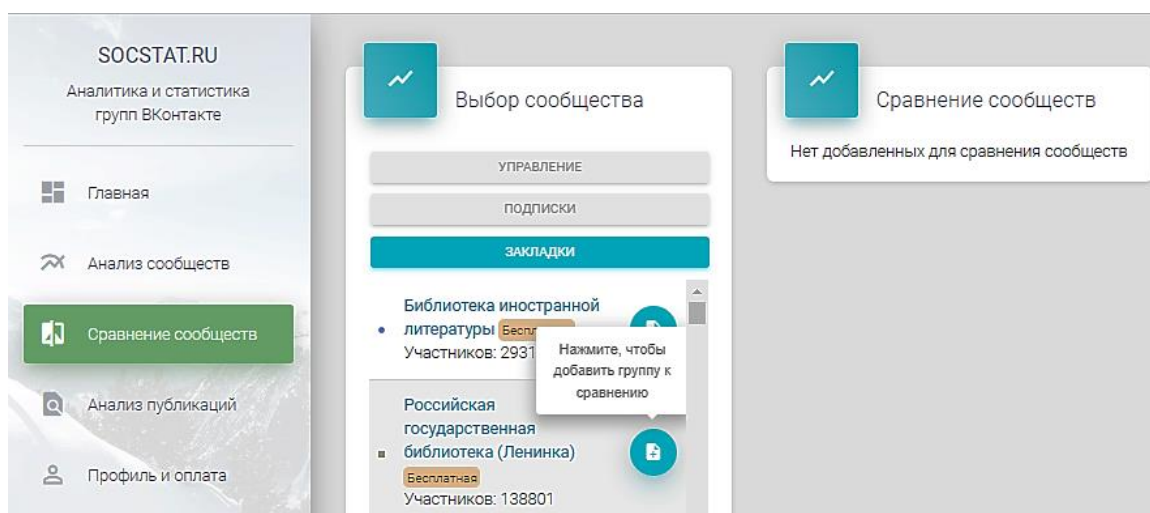 SOCSTAT.RU
Аналитика и статистика
групп ВКонтакте
Главная
Анализ сообществ
Сравнение сообществ
Анализ публикаций
Профиль и оплата
Выбор сообщества
УПРАВЛЕНИЕ
ПОДПИСКИ
ЗАКЛАДКИ
Библиотека иностранной
литературы
Участников: 2931
Нажмите, чтобы
добавить группу к
сравнению
Российская
государственная
библиотека (Ленинка)
Бесплатная
Участников: 138801
Сравнение сообществ
Нет добавленных для сравнения сообществ